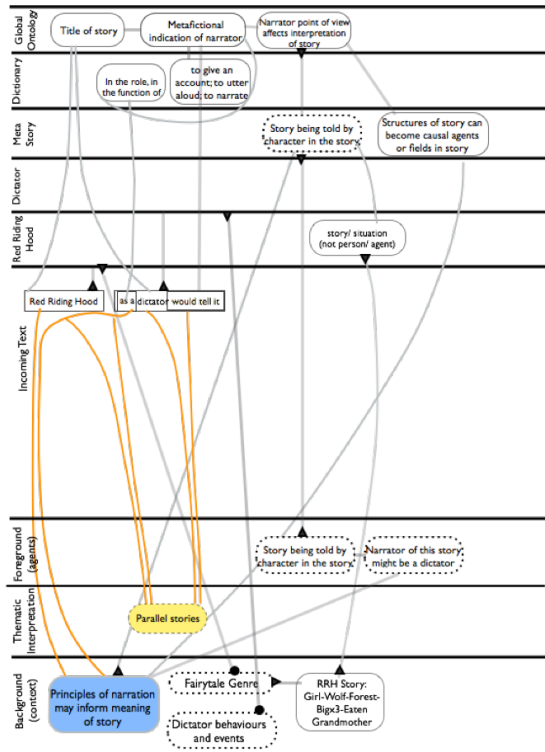 Global
Ontology
Title of story
Metafictional
indication of narrator
Narrator point of view
affects interpretation
of story
Dictionary
In the role, in
the function of
to give an
account; to utter
aloud; to narrate
Meta
Story
Story being told by
character in the story
Structures of story can
become causal agents
or fields in story
Dictator
Red Riding
Hood
story/ situation
(not person/ agent)
Incoming Text
Red Riding Hood
as a dictator would tell it
Foreground
(agents)
Story being told by
character in the story
Narrator of this story
might be a dictator
Thematic
Interpretation
Parallel stories
Background
(context)
Principles of narration
may inform meaning
of story
Fairytale Genre
Dictator behaviours
and events
RRH Story:
Girl-Wolf-Forest-
Bigx3-Eaten
Grandmother